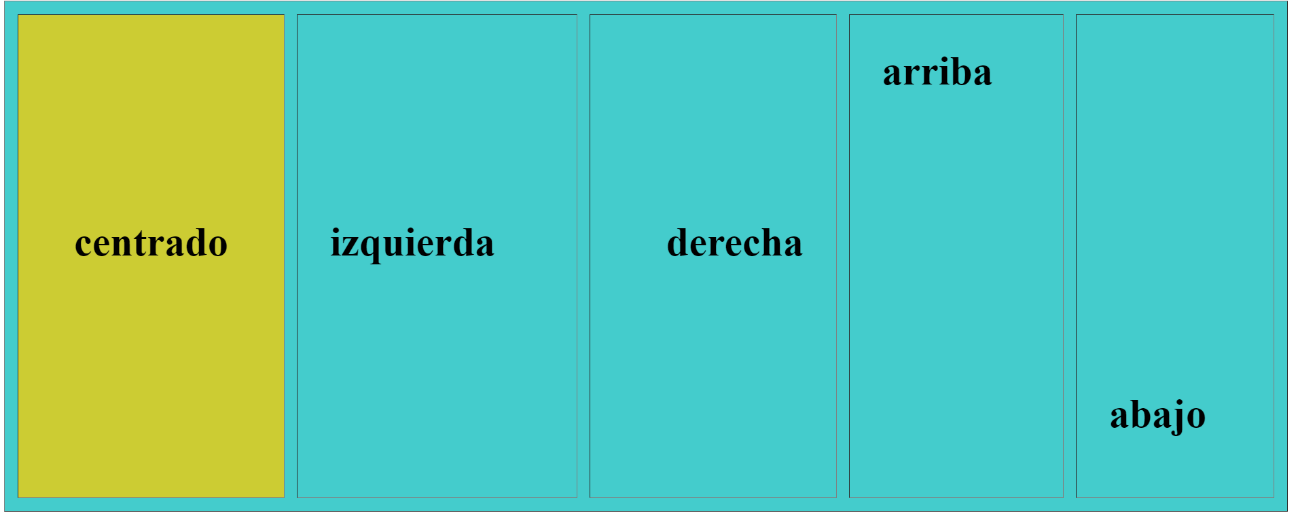 centrado
izquierda
derecha
arriba
abajo